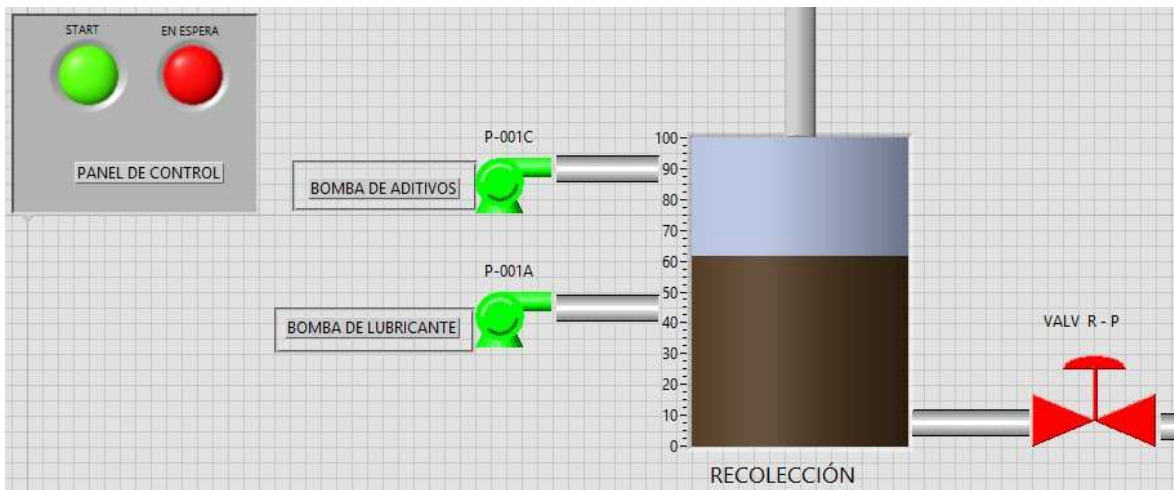 START
EN ESPERA
PANEL DE CONTROL
P-001C
BOMBA DE ADITIVOS
P-001A
BOMBA DE LUBRICANTE
100
90
80
70
60
50
40
30
20
10
0
VALV R - P
RECOLECCIÓN